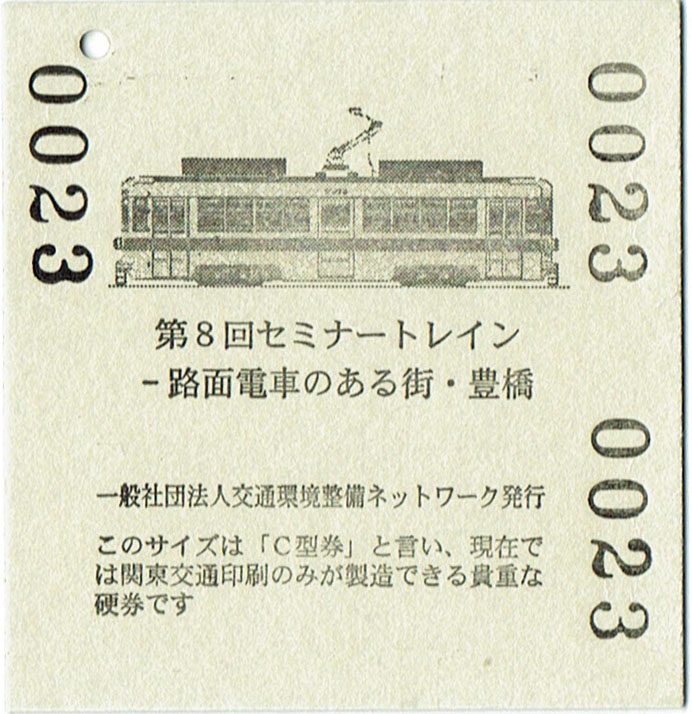 0023
0023
第８回セミナートレイン
－路面電車のある街・豊橋
0023
一般社団法人交通環境整備ネットワーク発行
このサイズは「Ｃ型券」と言い、現在で
は関東交通印刷のみが製造できる貴重な
硬券です